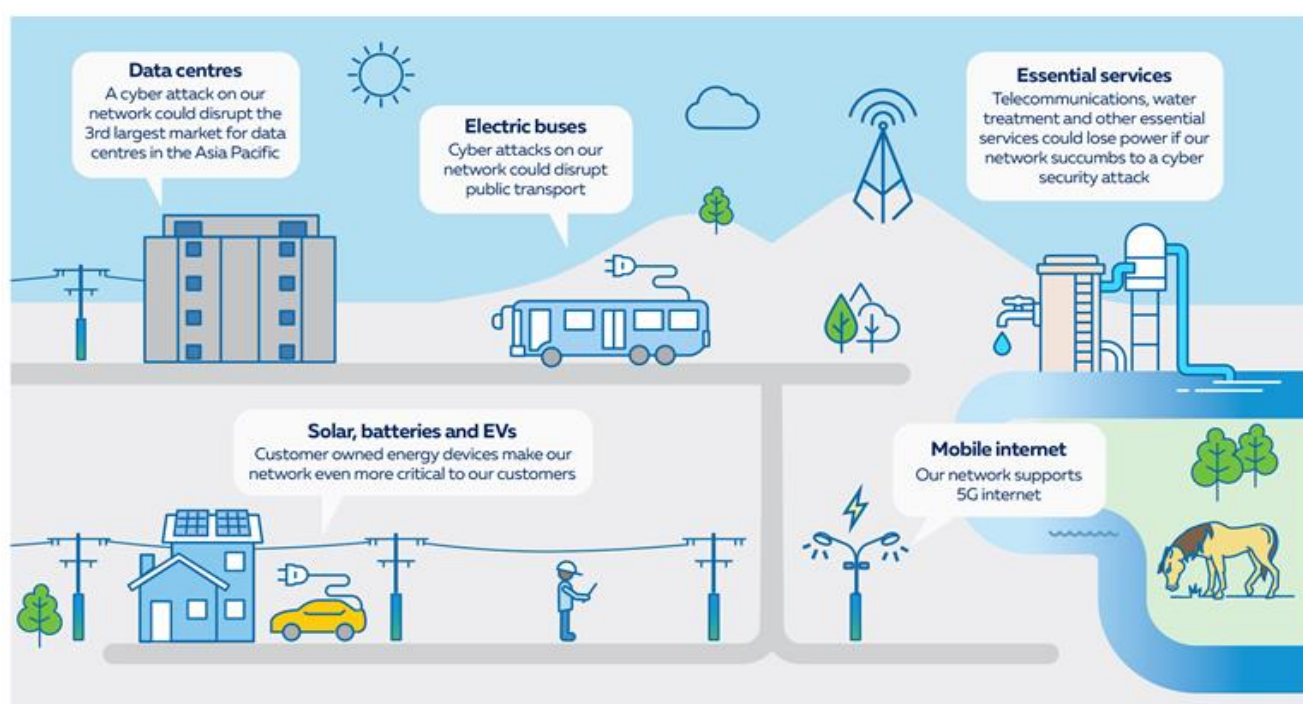 Data centres
A cyber attack on our
network could disrupt the
3rd largest market for data
centres in the Asia Pacific
Electric buses
Cyber attacks on our
network could disrupt
public transport
Essential services
Telecommunications, water
treatment and other essential
services could lose power if our
network succumbs to a cyber
security attack
Solar, batteries and EVs
Customer owned energy devices make our
network even more critical to our customers
Mobile internet
Our network supports
5G internet